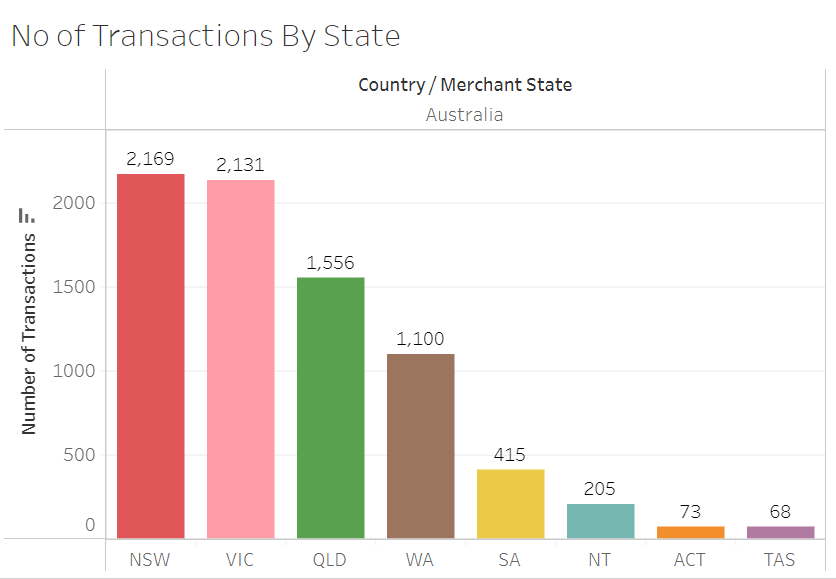 No of Transactions By State
Country / Merchant State
Australia
Number of Transactions
2000
1500
1000
500
0
2,169
2,131
1,556
1,100
415
205
73
68
NSW
VIC
QLD
WA
SA
NT
ACT
TAS